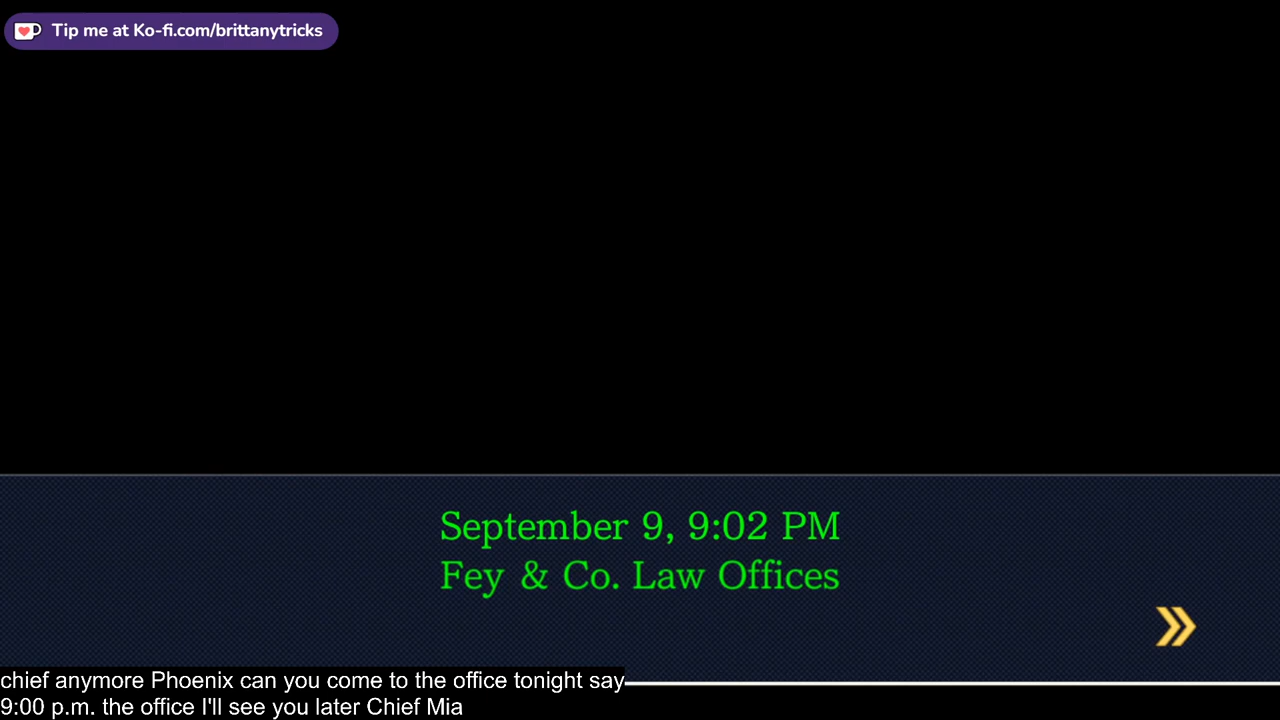 Tip me at Ko-fi.com/brittanytricks
September 9, 9:02 PM
Fey & Co. Law Offices
chief anymore Phoenix can you come to the office tonight say
9:00 p.m. the office I'll see you later Chief Mia